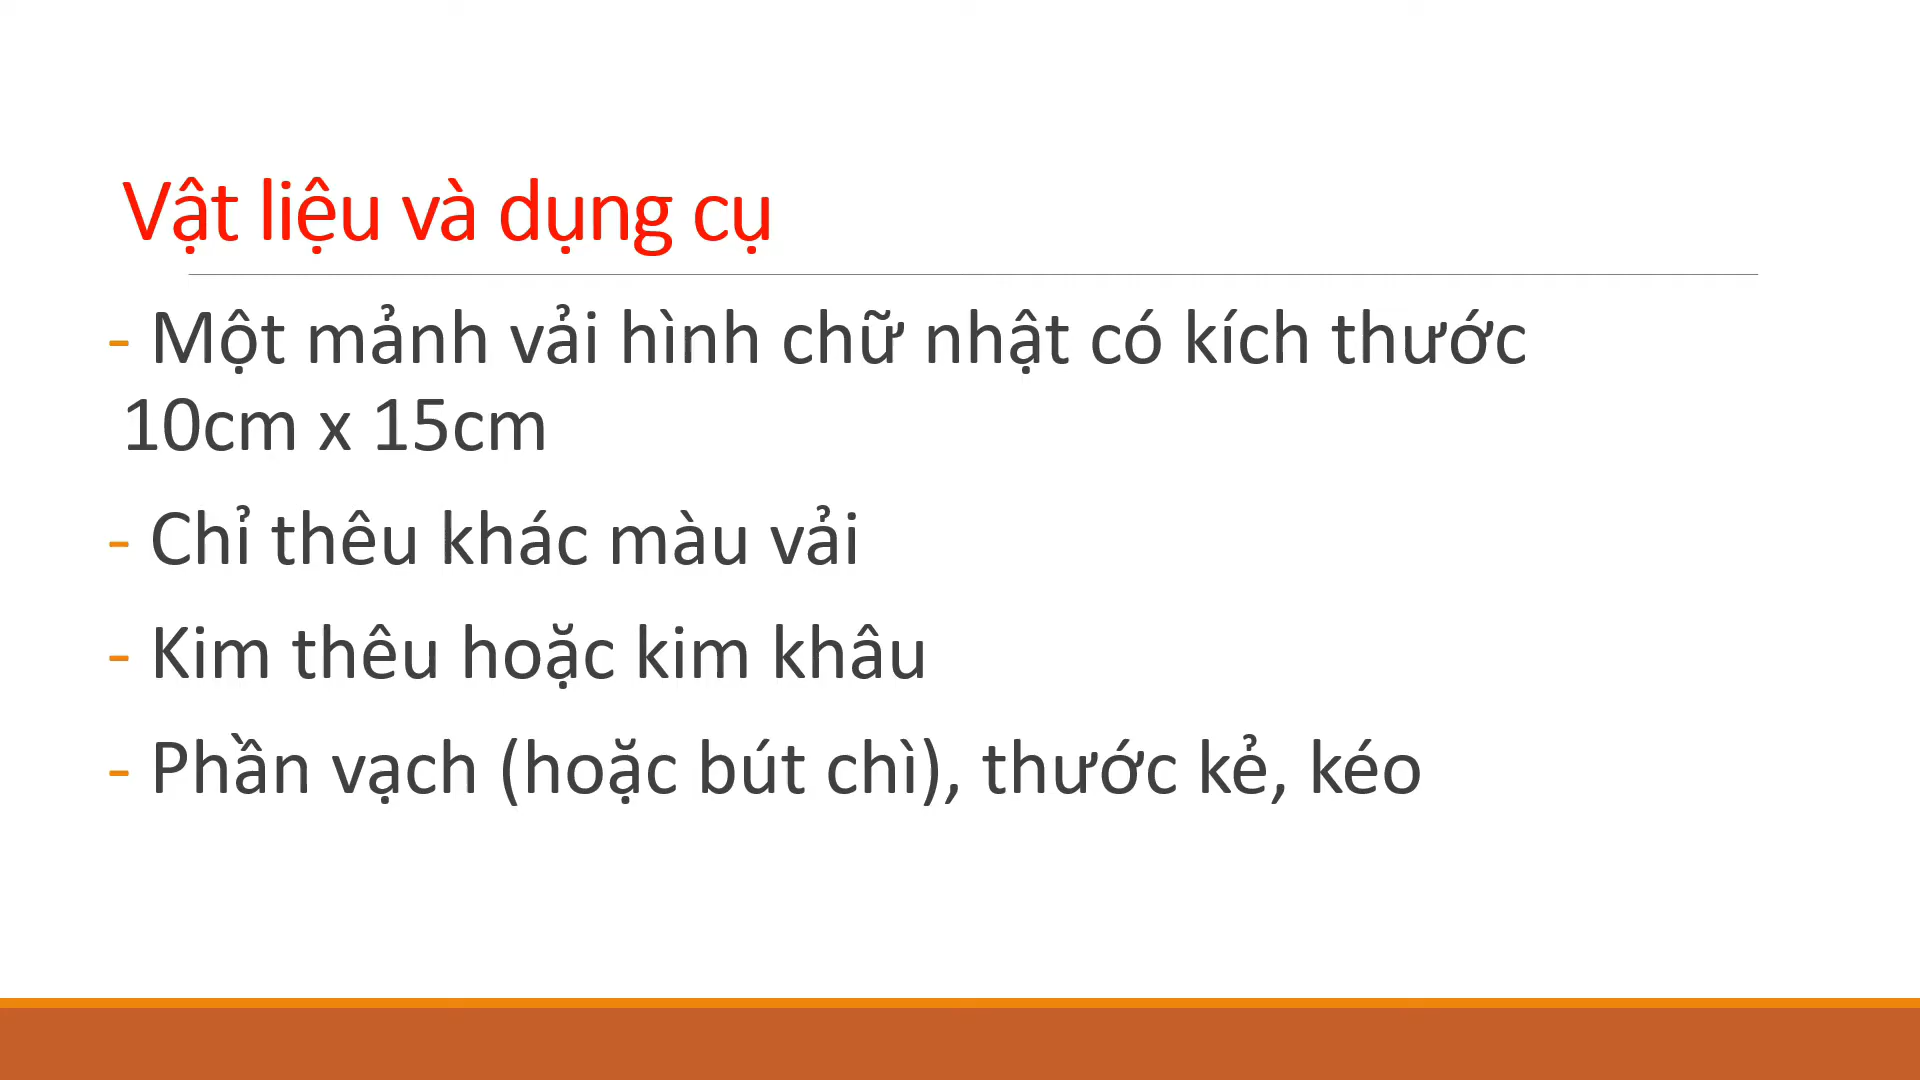 Vật liệu và dụng cụ
- Một mảnh vải hình chữ nhật có kích thước
10cm x 15cm
- Chỉ thêu khác màu vải
- Kim thêu hoặc kim khâu
- Phần vạch (hoặc bút chì), thước kẻ, kéo